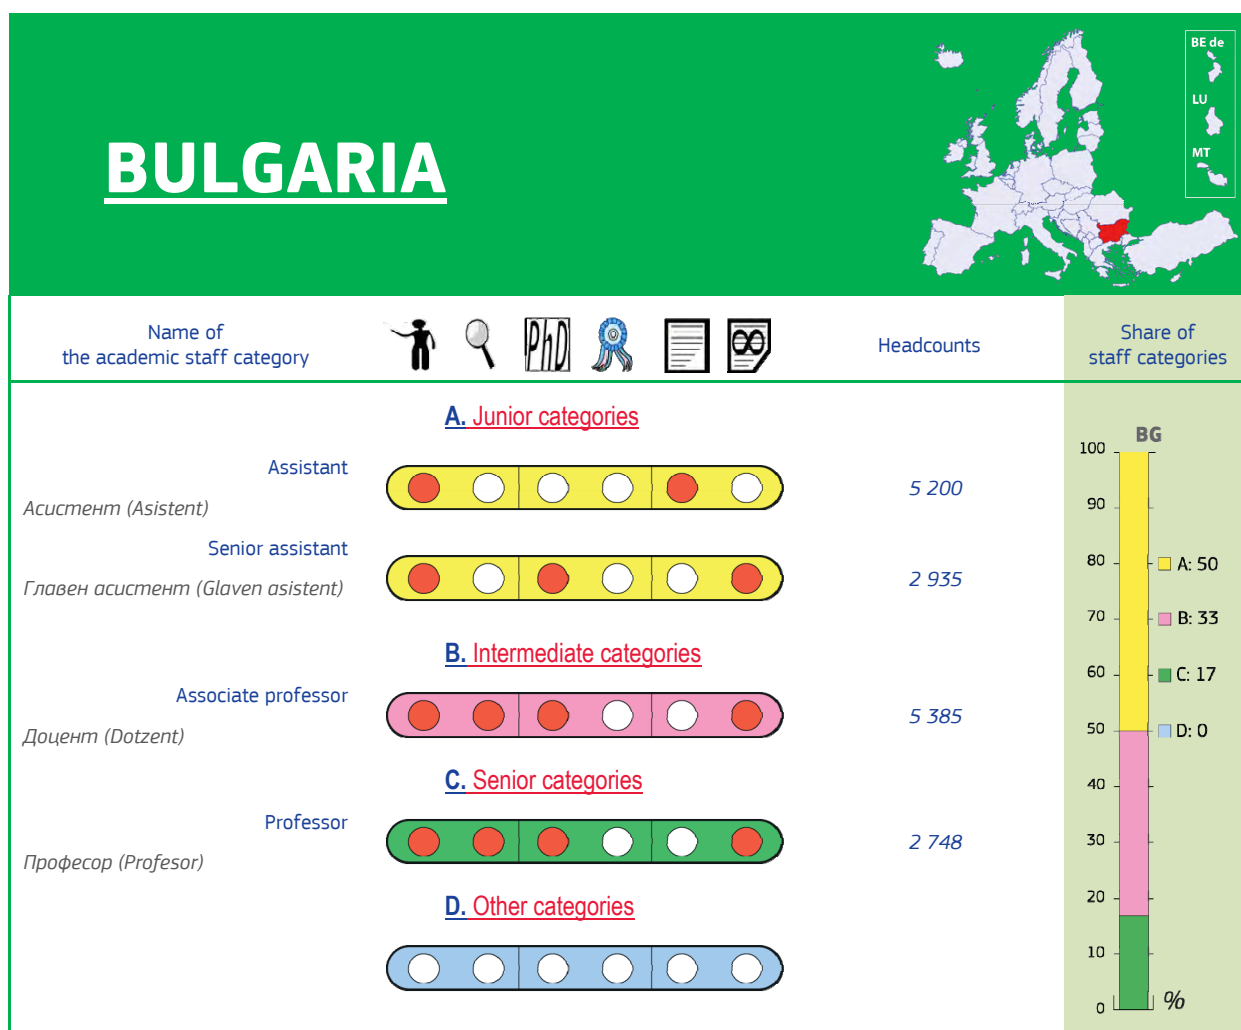 BULGARIA
BE de
LU
MT
Name of
the academic staff category
PhD
∞
Headcounts
Share of
staff categories
A. Junior categories
Assistant
Асистент (Asistent)
5 200
Senior assistant
Главен асистент (Glaven asistent)
2 935
B. Intermediate categories
Associate professor
Доцент (Dotzent)
5 385
C. Senior categories
Professor
Професор (Profesor)
2 748
D. Other categories
BG
100
90
80
70
60
50
40
30
20
10
0
%
A: 50
B: 33
C: 17
D: 0